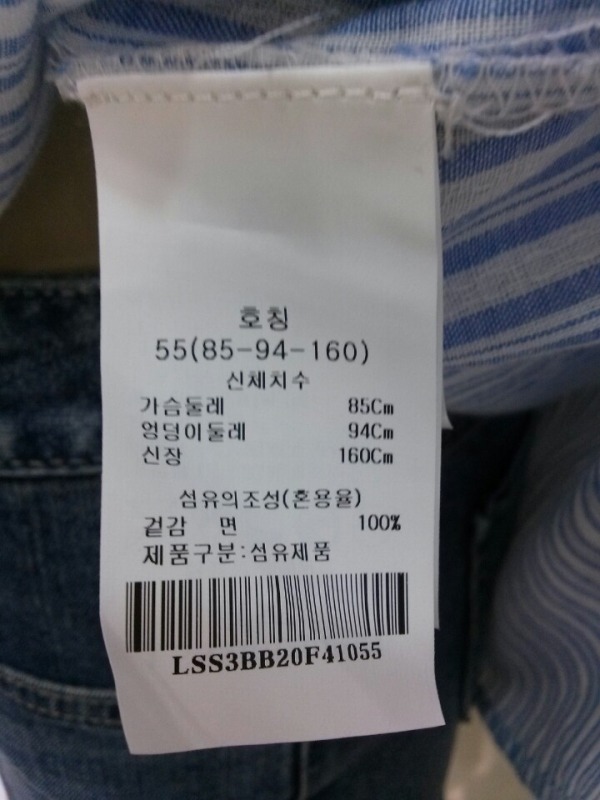 호칭
55(85-94-160)
신체치수
가슴둘레 85Cm
엉덩이둘레 94Cm
신장 160Cm
섬유의조성(혼용율)
겉감 면 100%
제품구분:섬유제품
LSS3BB20F41055